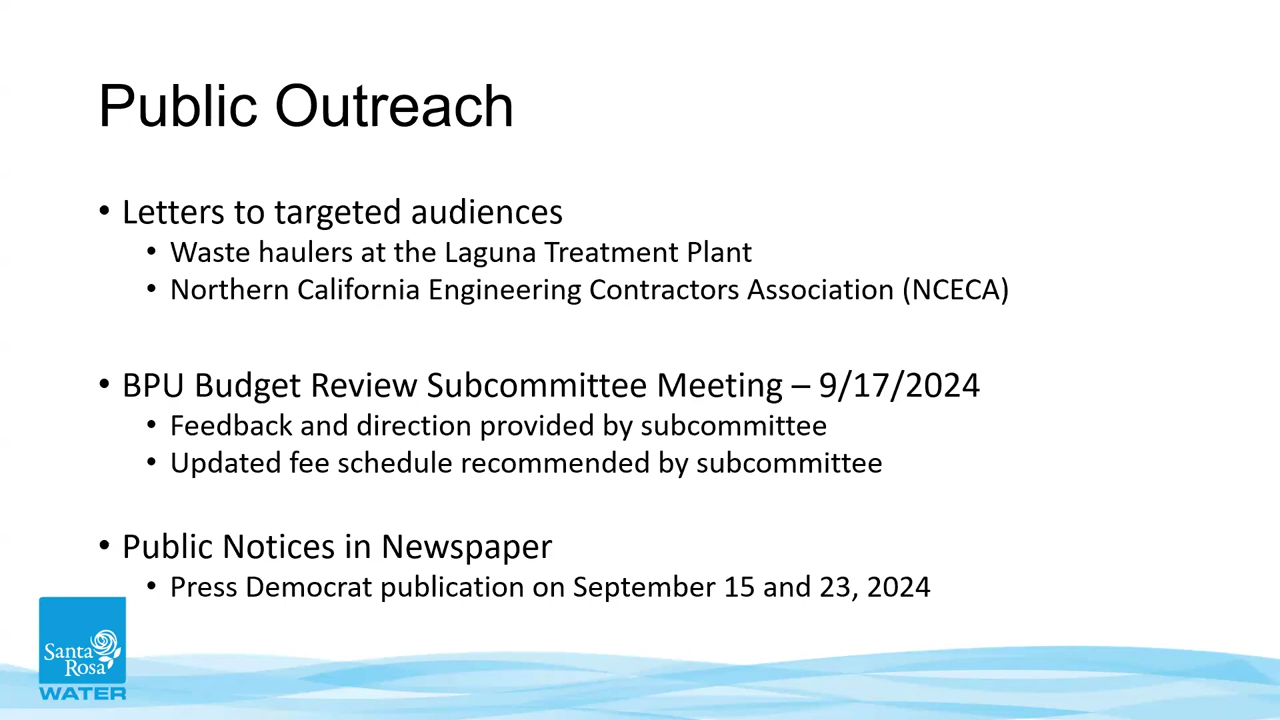 Public Outreach
• Letters to targeted audiences
• Waste haulers at the Laguna Treatment Plant
• Northern California Engineering Contractors Association (NCECA)
• BPU Budget Review Subcommittee Meeting – 9/17/2024
• Feedback and direction provided by subcommittee
• Updated fee schedule recommended by subcommittee
• Public Notices in Newspaper
• Press Democrat publication on September 15 and 23, 2024
Santa
Rosa
WATER